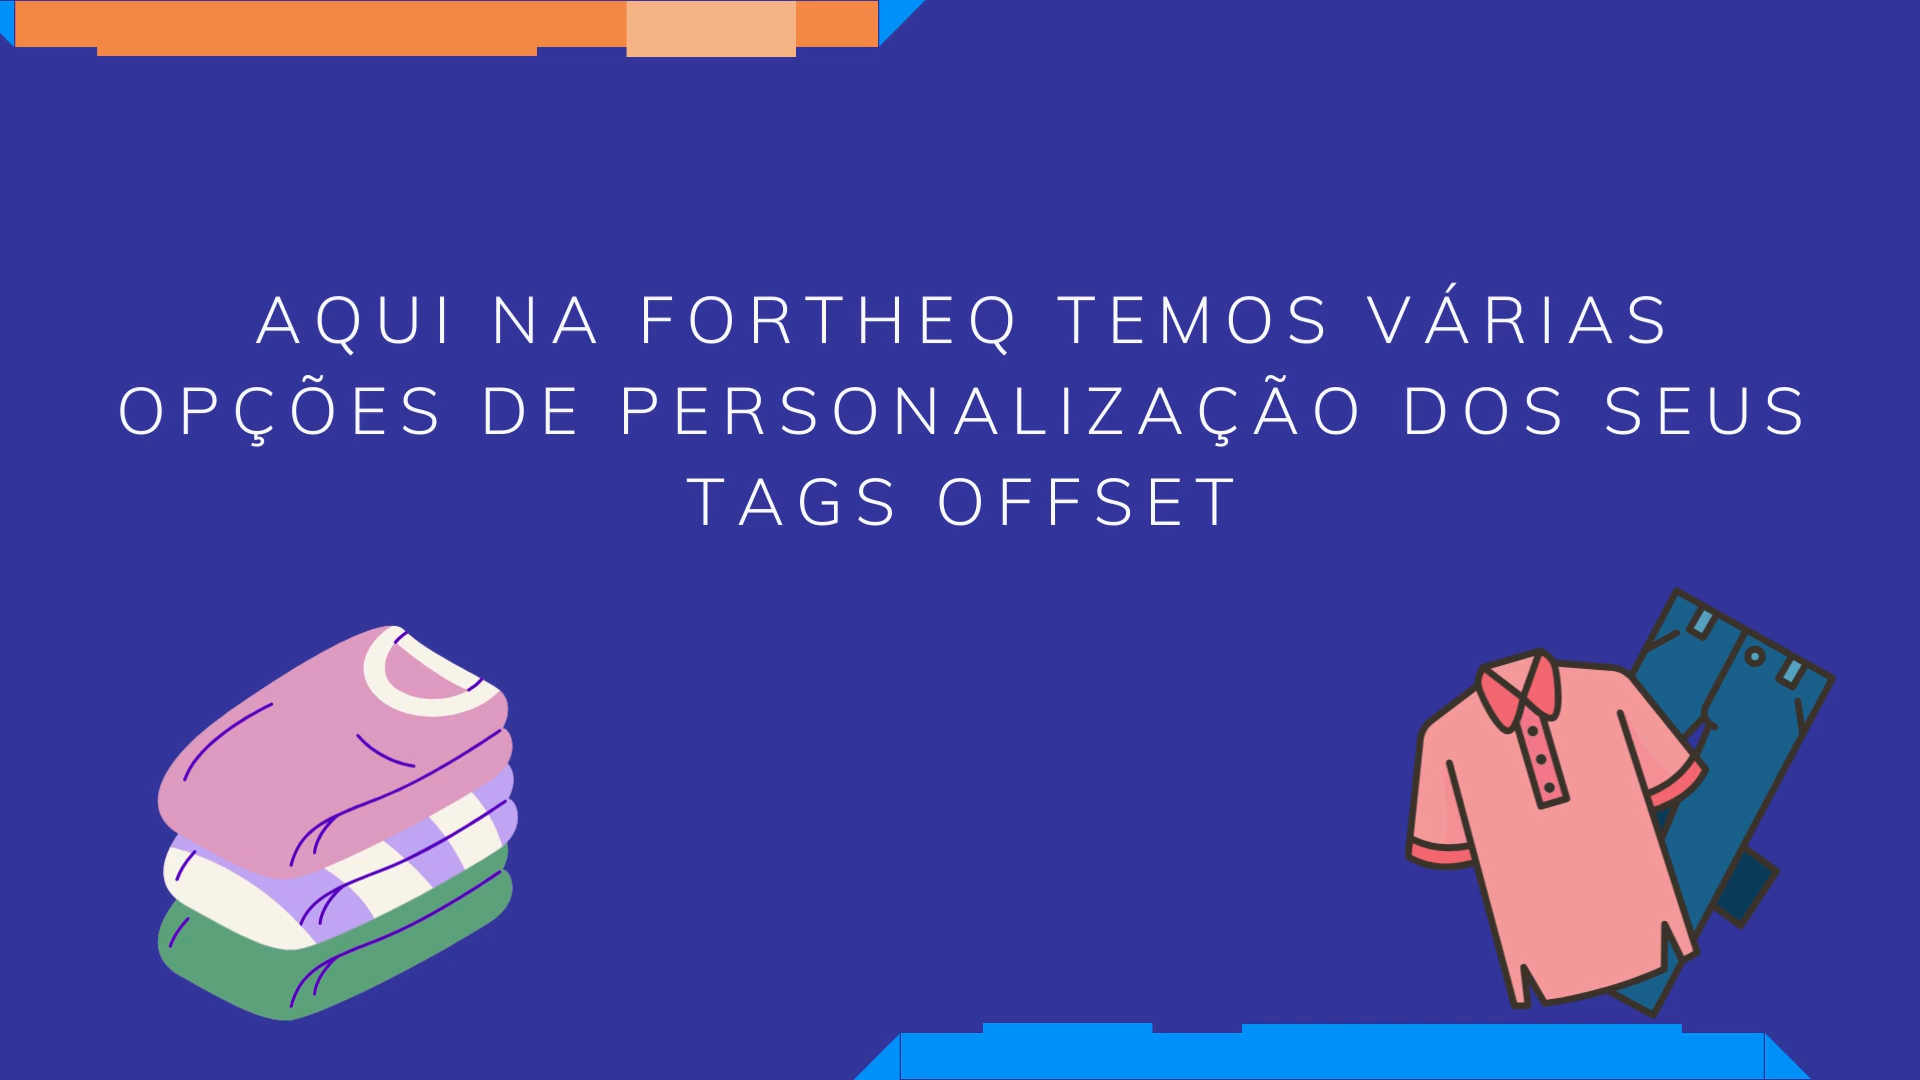 AQUI NA FORTHEQ TEMOS VÁRIAS
OPÇÕES DE PERSONALIZAÇÃO DOS SEUS
TAGS OFFSET